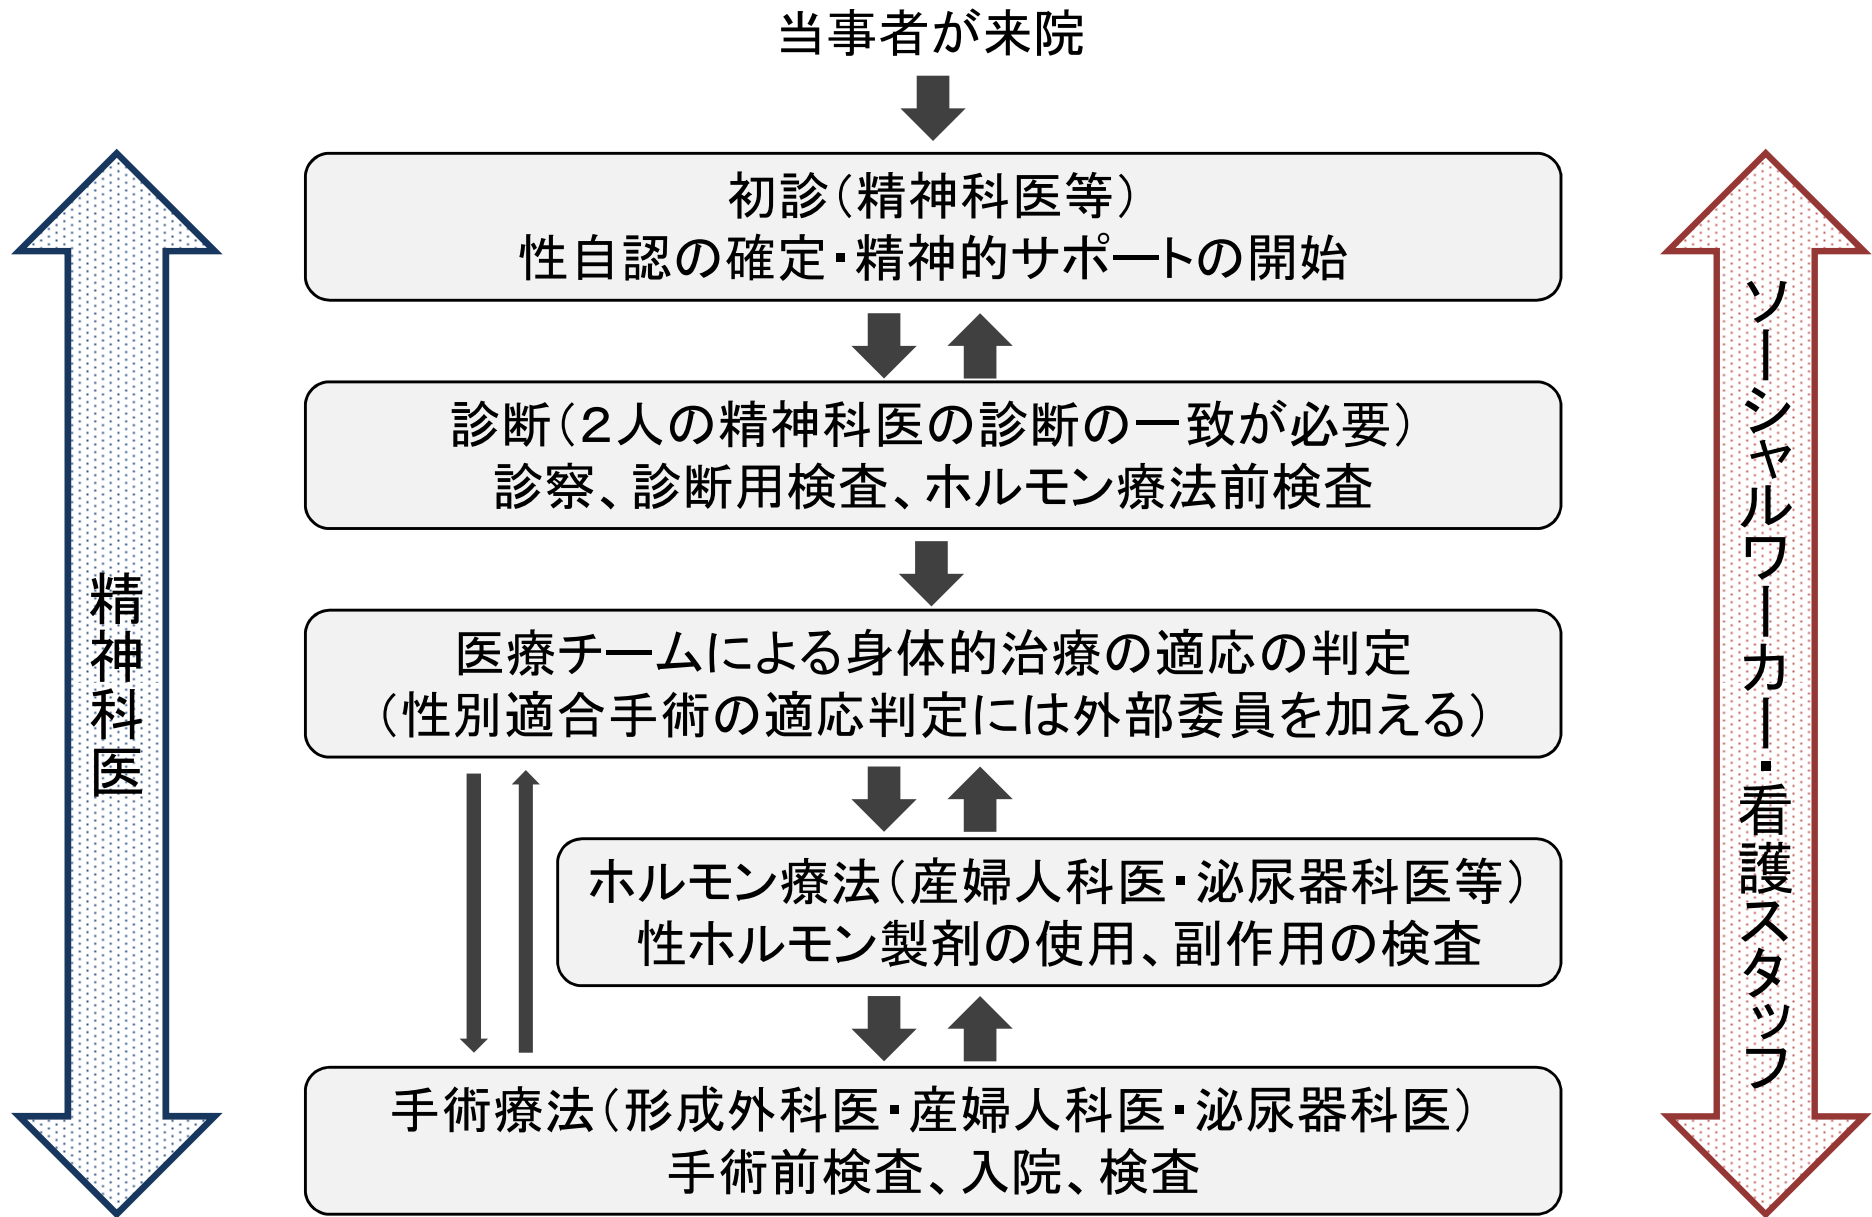 当事者が来院
初診（精神科医等）
性自認の確定・精神的サポートの開始
診断（２人の精神科医の診断の一致が必要）
診察、診断用検査、ホルモン療法前検査
医療チームによる身体的治療の適応の判定
（性別適合手術の適応判定には外部委員を加える）
ホルモン療法（産婦人科医・泌尿器科医等）
性ホルモン製剤の使用、副作用の検査
手術療法（形成外科医・産婦人科医・泌尿器科医）
手術前検査、入院、検査
精神科医
ソーシャルワーカー・看護スタッフ